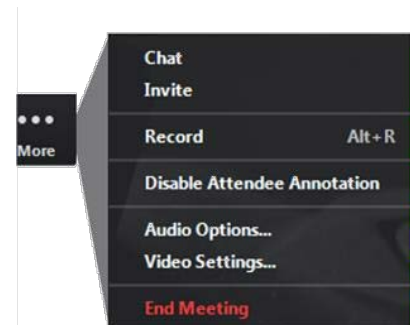 More
Chat
Invite
Record Alt+R
Disable Attendee Annotation
Audio Options...
Video Settings...
End Meeting